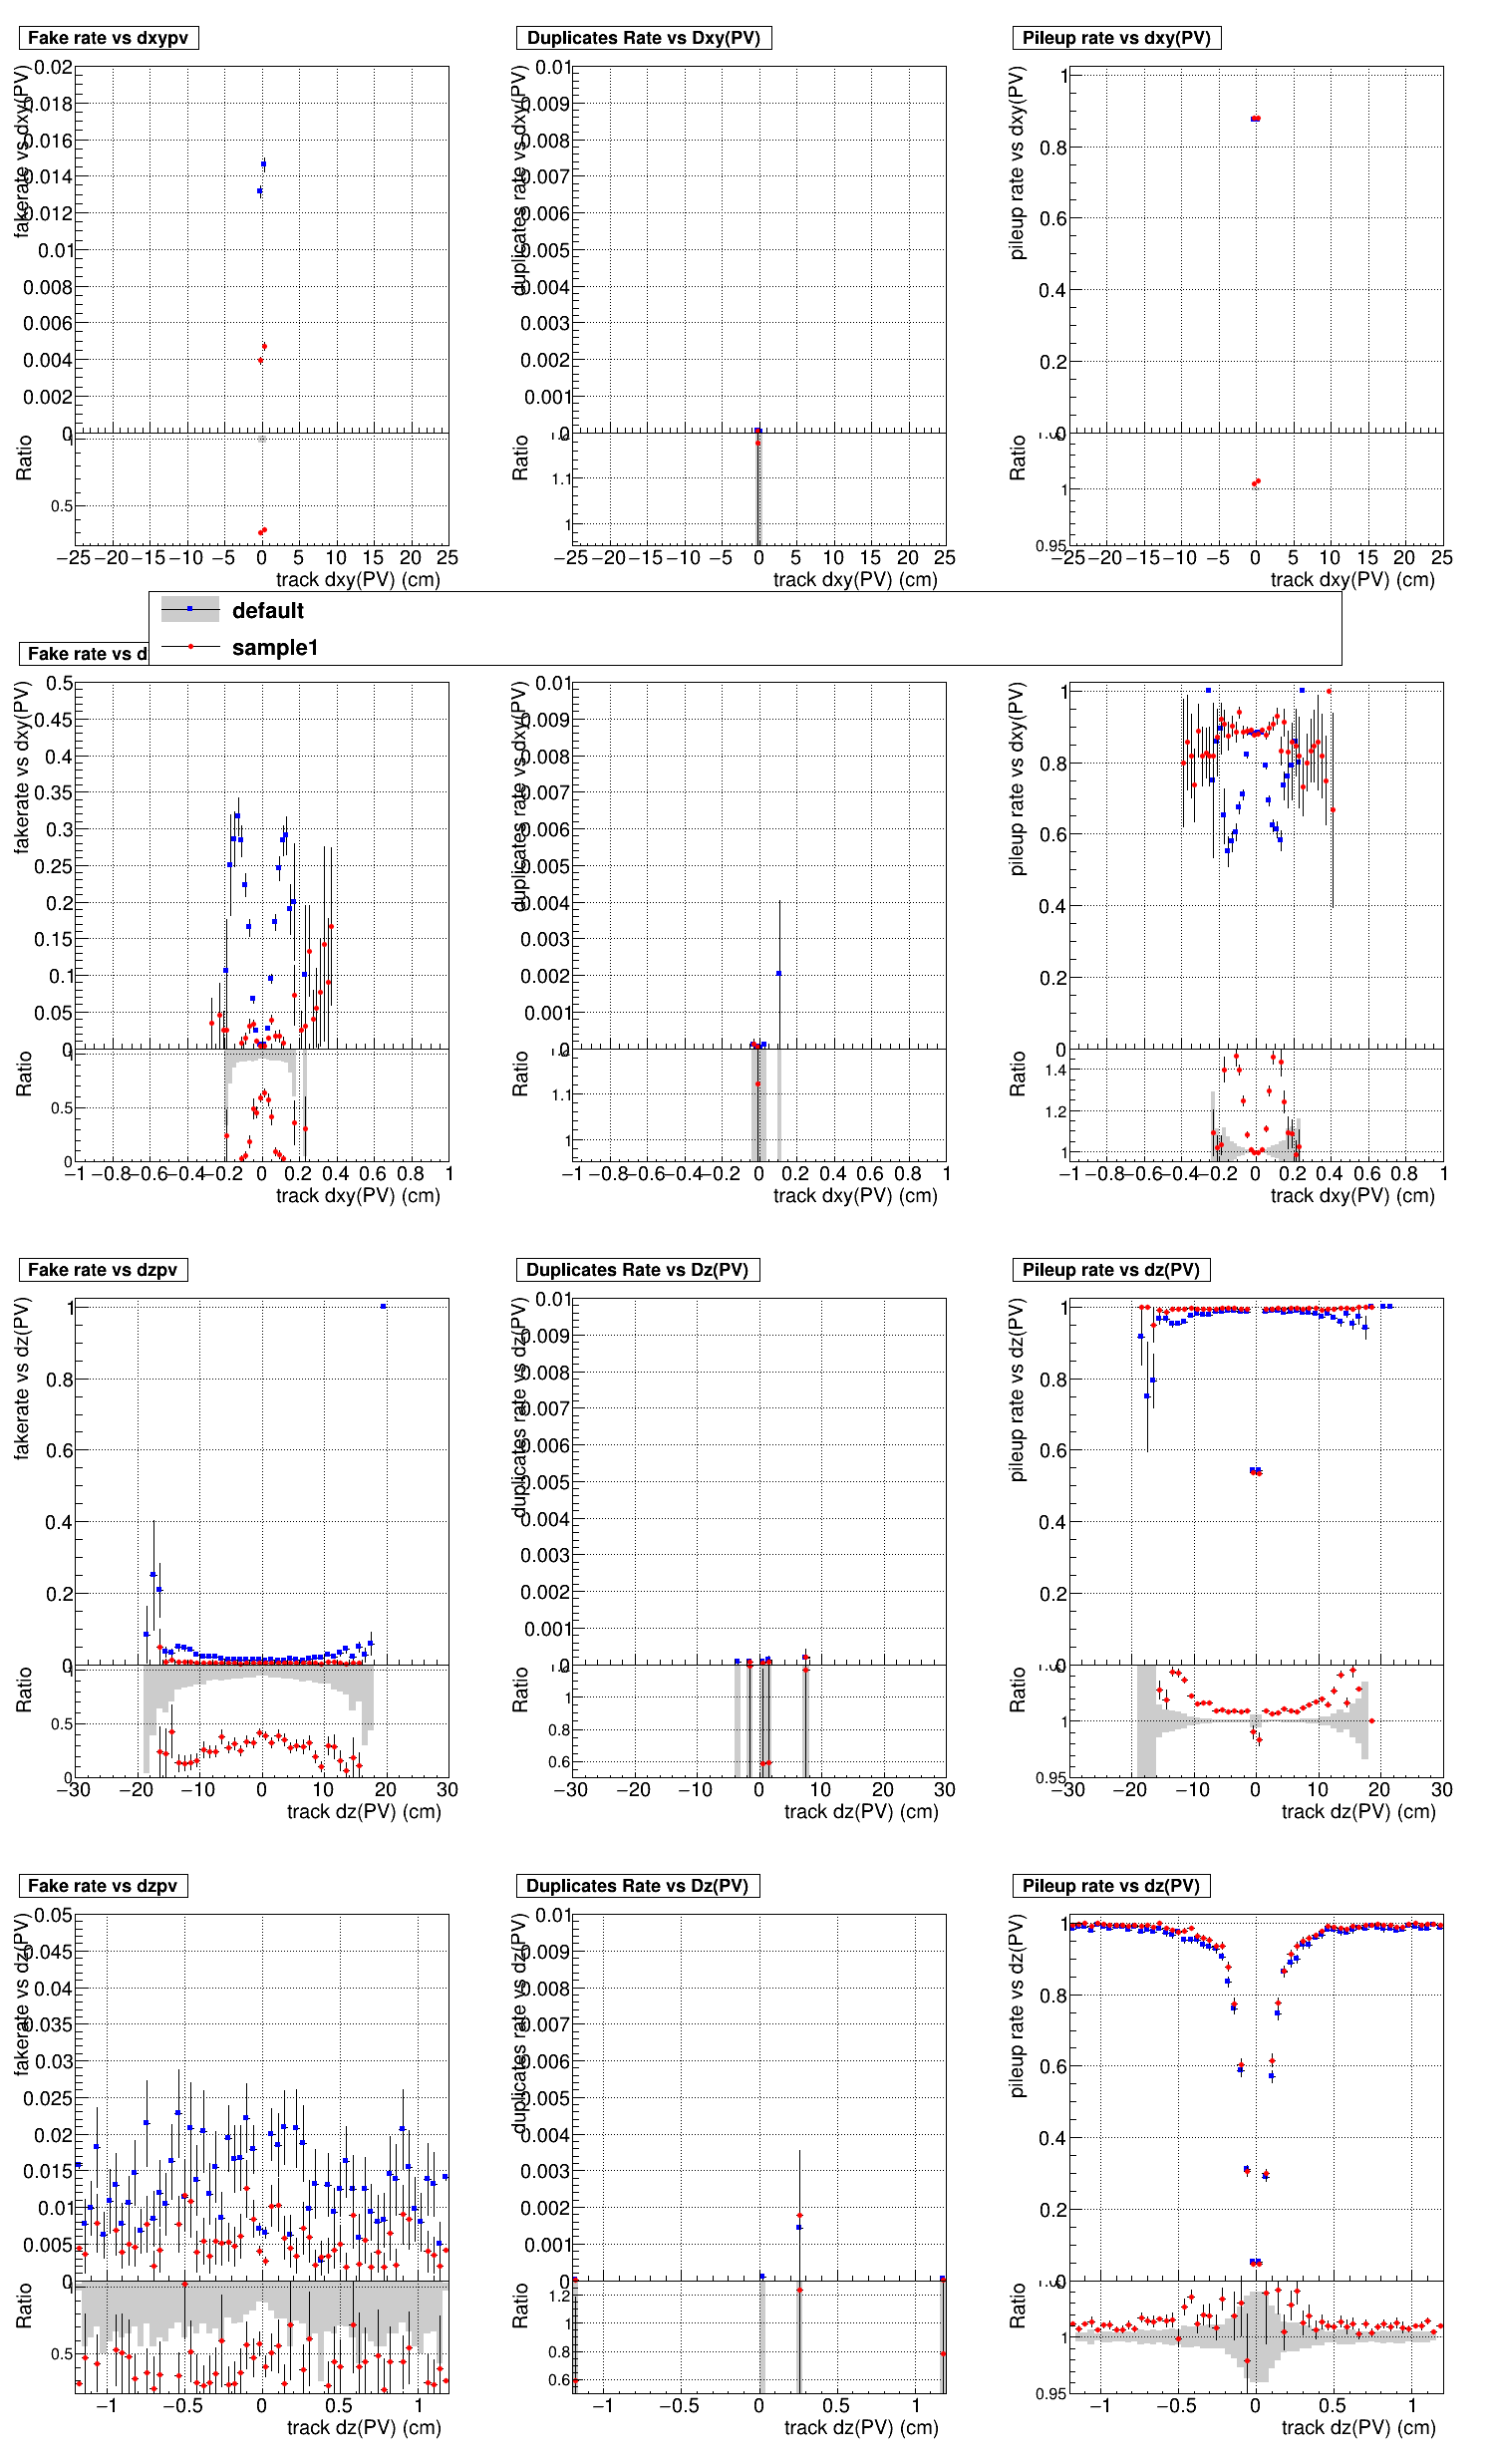 Fake rate vs dxypv
Duplicates Rate vs Dxy(PV)
Pileup rate vs dxy(PV)
fakerate vs dxy(PV)
0.02
0.018
0.016
0.014
0.012
0.01
0.008
0.006
0.004
0.002
0
Ratio
1
0.5
−25 −20 −15 −10 −5 0 5 10 15 20 25
track dxy(PV) (cm)
duplicates rate vs dxy(PV)
0.01
0.009
0.008
0.007
0.006
0.005
0.004
0.003
0.002
0.001
0
Ratio
1.1
1
−25 −20 −15 −10 −5 0 5 10 15 20 25
track dxy(PV) (cm)
pileup rate vs dxy(PV)
1
0.8
0.6
0.4
0.2
0
Ratio
1
0.95
−25 −20 −15 −10 −5 0 5 10 15 20 25
track dxy(PV) (cm)
default
sample1
Fake rate vs d
fakerate vs dxy(PV)
0.5
0.45
0.4
0.35
0.3
0.25
0.2
0.15
0.1
0.05
0
Ratio
1
0.5
0
−1 −0.8 −0.6 −0.4 −0.2 0 0.2 0.4 0.6 0.8 1
track dxy(PV) (cm)
duplicates rate vs dxy(PV)
0.01
0.009
0.008
0.007
0.006
0.005
0.004
0.003
0.002
0.001
0
Ratio
1.1
1
−1 −0.8 −0.6 −0.4 −0.2 0 0.2 0.4 0.6 0.8 1
track dxy(PV) (cm)
pileup rate vs dxy(PV)
1
0.8
0.6
0.4
0.2
0
Ratio
1.4
1.2
1
−1 −0.8 −0.6 −0.4 −0.2 0 0.2 0.4 0.6 0.8 1
track dxy(PV) (cm)
Fake rate vs dzpv
Duplicates Rate vs Dz(PV)
Pileup rate vs dz(PV)
fakerate vs dz(PV)
1
0.8
0.6
0.4
0.2
0
Ratio
0.5
0
−30 −20 −10 0 10 20 30
track dz(PV) (cm)
duplicates rate vs dz(PV)
0.01
0.009
0.008
0.007
0.006
0.005
0.004
0.003
0.002
0.001
0
Ratio
1
0.8
0.6
−30 −20 −10 0 10 20 30
track dz(PV) (cm)
pileup rate vs dz(PV)
1
0.8
0.6
0.4
0.2
0
Ratio
1
0.95
−30 −20 −10 0 10 20 30
track dz(PV) (cm)
Fake rate vs dzpv
Duplicates Rate vs Dz(PV)
Pileup rate vs dz(PV)
fakerate vs dz(PV)
0.05
0.045
0.04
0.035
0.03
0.025
0.02
0.015
0.01
0.005
0
Ratio
0.5
−1 −0.5 0 0.5 1
track dz(PV) (cm)
duplicates rate vs dz(PV)
0.01
0.009
0.008
0.007
0.006
0.005
0.004
0.003
0.002
0.001
0
Ratio
1.2
1
0.8
0.6
−1 −0.5 0 0.5 1
track dz(PV) (cm)
pileup rate vs dz(PV)
1
0.8
0.6
0.4
0.2
0
Ratio
1
0.95
−1 −0.5 0 0.5 1
track dz(PV) (cm)